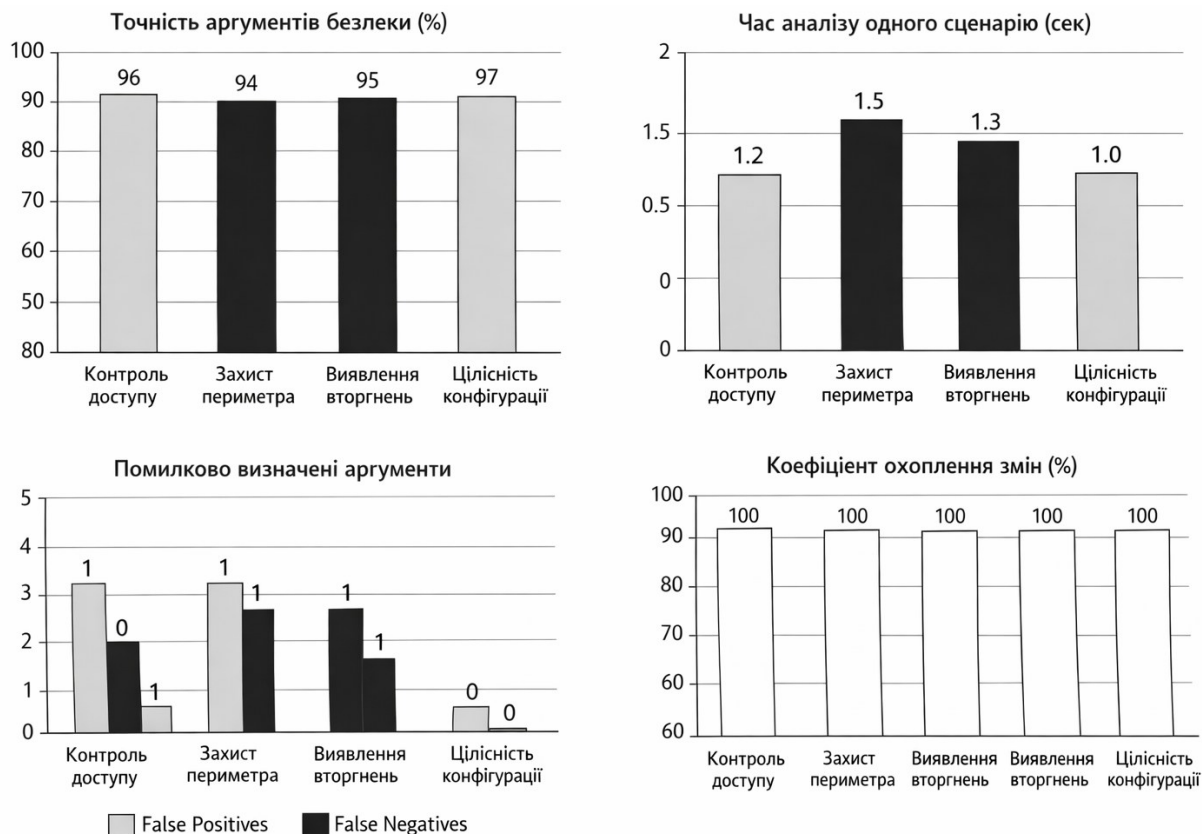 Точність аргументів безлеки (%)
100
90
80
70
60
50
80
96
94
95
97
Контроль
доступу
Захист
периметра
Виявлення
вторгнень
Цілісність
конфігурації
Час аналізу одного сценарію (сек)
2
1.5
0.5
0
0
1.2
1.5
1.3
1.0
Контроль
доступу
Захист
периметра
Виявлення
вторгнень
Цілісність
конфігурації
Помилково визначені аргументи
5
4
3
2
1
0
1
0
1
1
1
1
1
0
0
Контроль
доступу
Захист
периметра
Виявлення
вторгнень
Цілісність
конфігурації
False Positives
False Negatives
Коефіцієнт охоплення змін (%)
100
90
80
70
60
60
100
100
100
100
100
Контроль
доступу
Захист
периметра
Виявлення
вторгнень
Виявлення
вторгнень
Цілісність
конфігурації